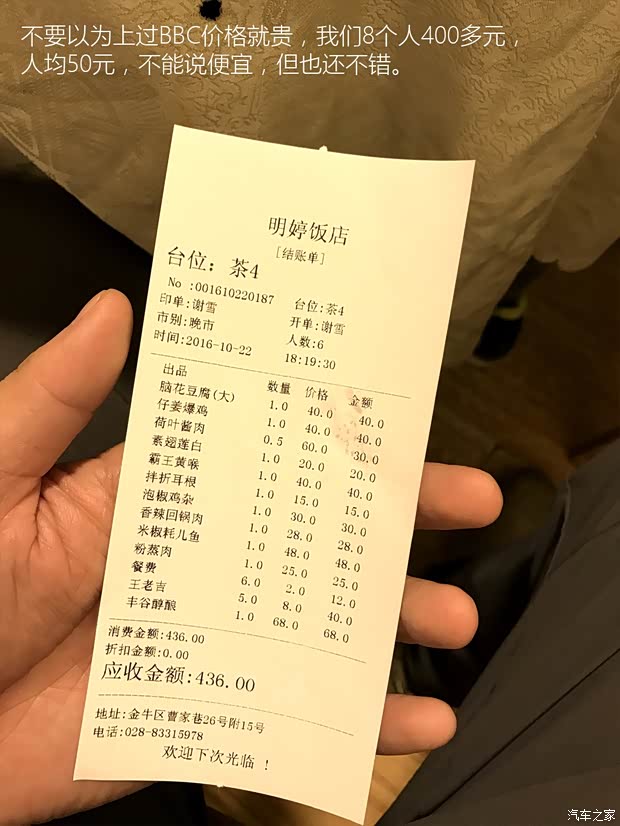 不要以为上过BBC价格就贵，我们8个人400多元，
人均50元，不能说便宜，但也还不错。
明婷饭店
[结账单]
台位：茶4
No :001610220187 台位:茶4
印单:谢雪 开单:谢雪
市别:晚市 人数:6
时间:2016-10-22 18:19:30
出品 数量 价格 金额
脑花豆腐(大) 1.0 40.0 40.0
仔姜爆鸡 1.0 40.0 40.0
荷叶酱肉 0.5 60.0 30.0
素翅莲白 1.0 20.0 20.0
霸王黄喉 1.0 40.0 40.0
拌折耳根 1.0 15.0 15.0
泡椒鸡杂 1.0 30.0 30.0
香辣回锅肉 1.0 28.0 28.0
米椒耗儿鱼 1.0 48.0 48.0
粉蒸肉 1.0 25.0 25.0
餐费 6.0 2.0 12.0
王老吉 5.0 8.0 40.0
丰谷醇酿 1.0 68.0 68.0
消费金额:436.00
折扣金额:0.00
应收金额:436.00
地址:金牛区曹家巷26号附15号
电话:028-83315978
欢迎下次光临 !
汽车之家